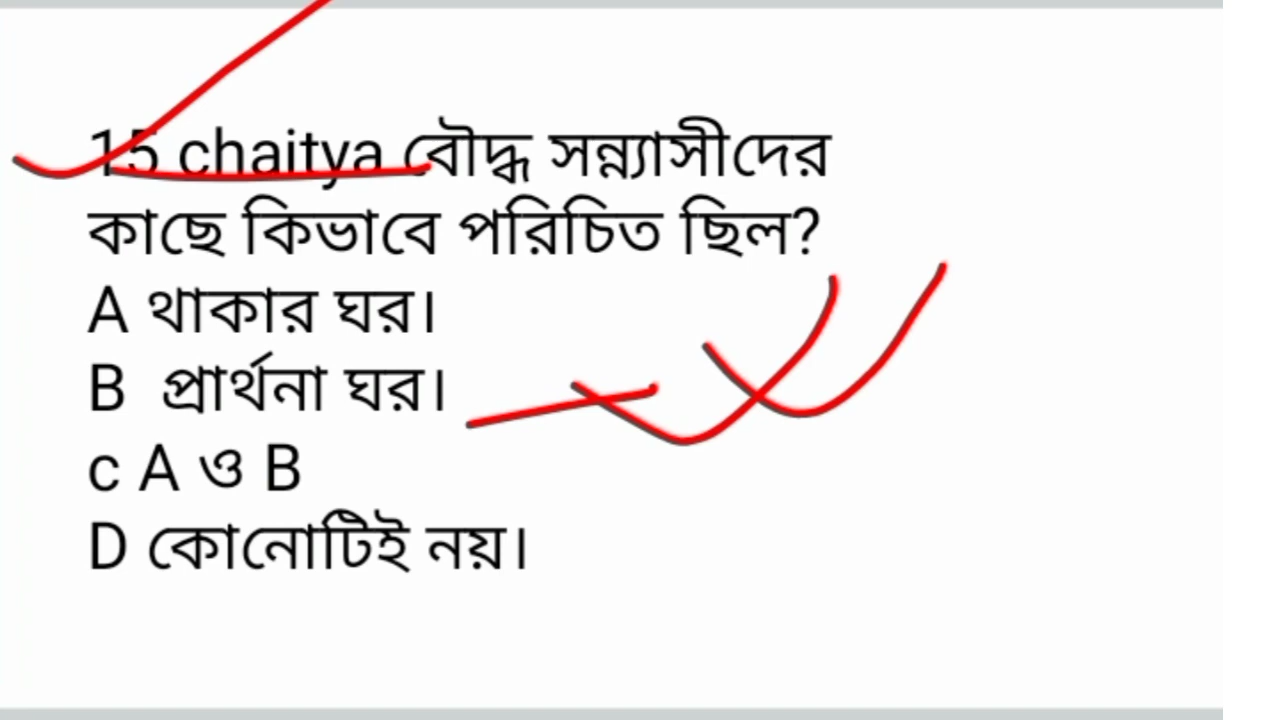 15 chaitya বৌদ্ধ সন্ন্যাসীদের
কাছে কিভাবে পরিচিত ছিল?
A থাকার ঘর।
B প্রার্থনা ঘর।
c A ও B
D কোনোটিই নয়।